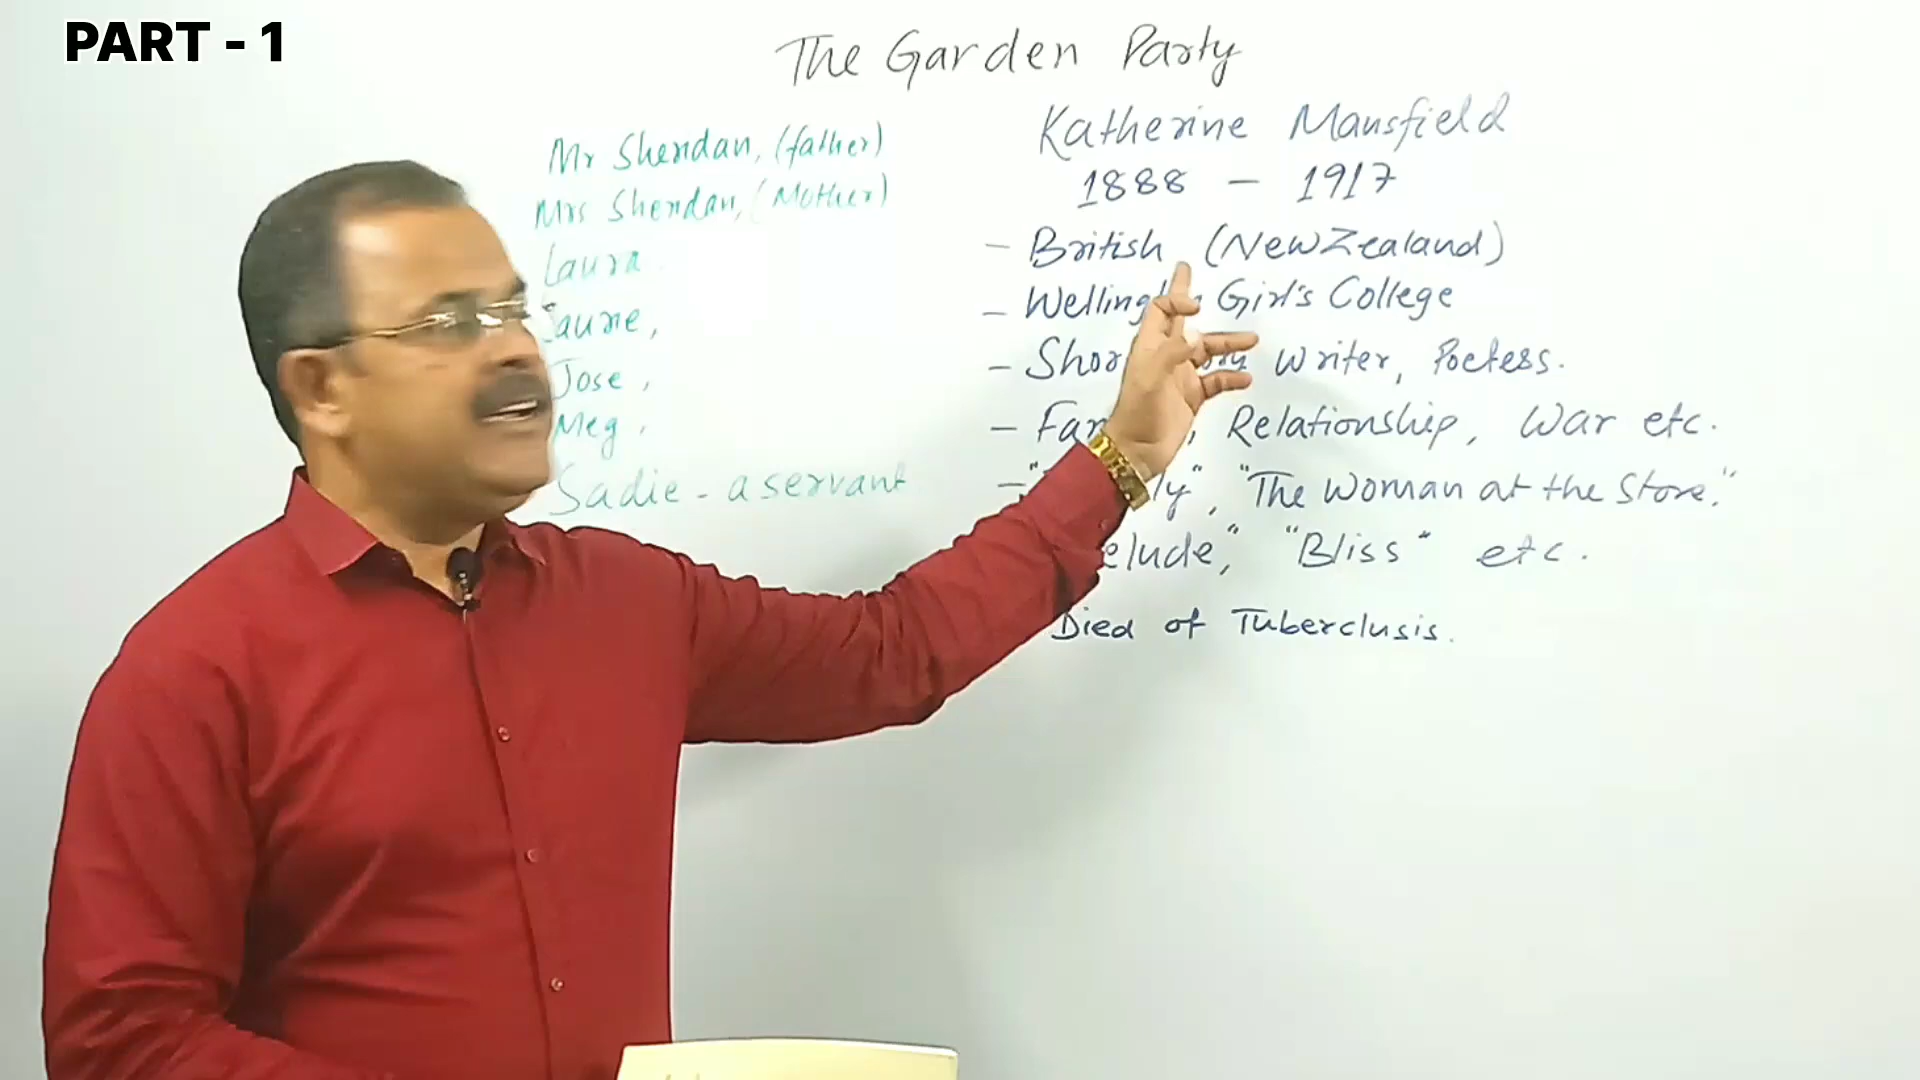 PART - 1
The Garden Party
Mr Sheridan, (father)
Mrs Sheridan, (Mother)
Laura
Laurie,
Jose,
Meg,
Sadie - a servant
Katherine Mansfield
1888 - 1917
- British (New Zealand)
- Girl's College
- Writer, Poetess.
- Relationship, War etc.
- "The Woman at the Store."
"Bliss" etc.
Died of Tuberclusis.